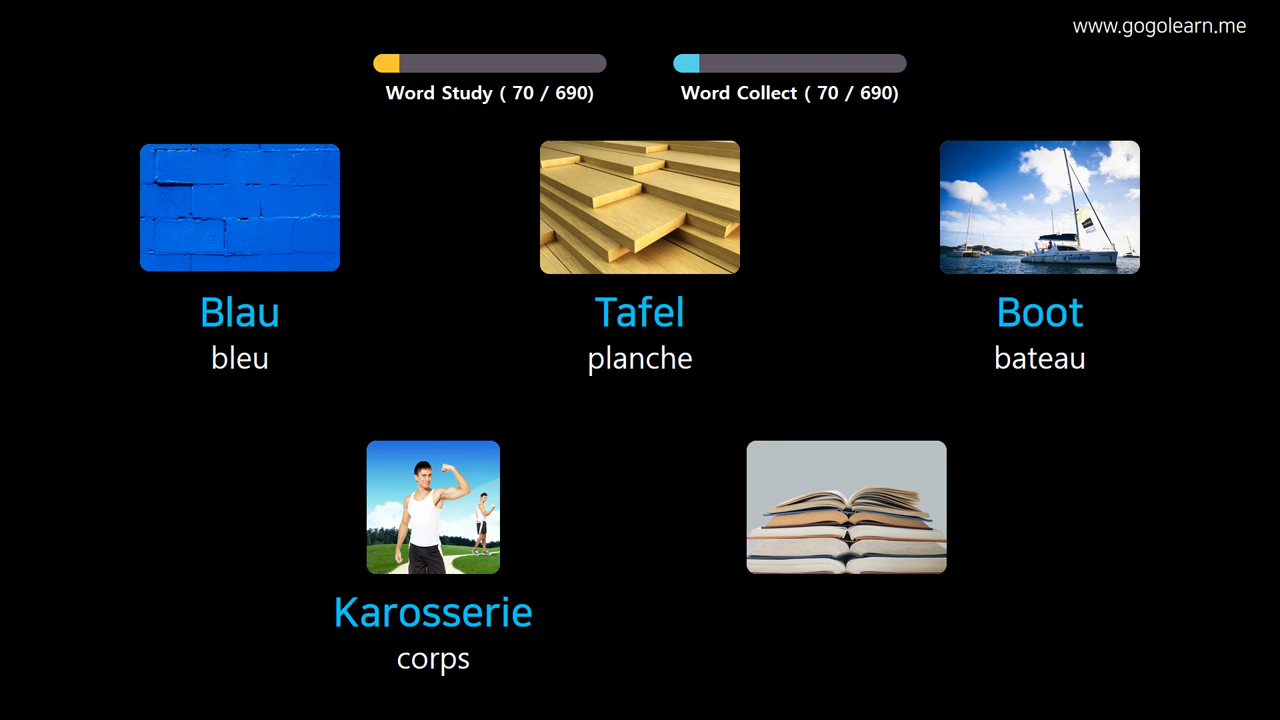 www.gogolearn.me
Word Study ( 70 / 690)
Word Collect ( 70 / 690)
Blau
bleu
Tafel
planche
Boot
bateau
Karosserie
corps